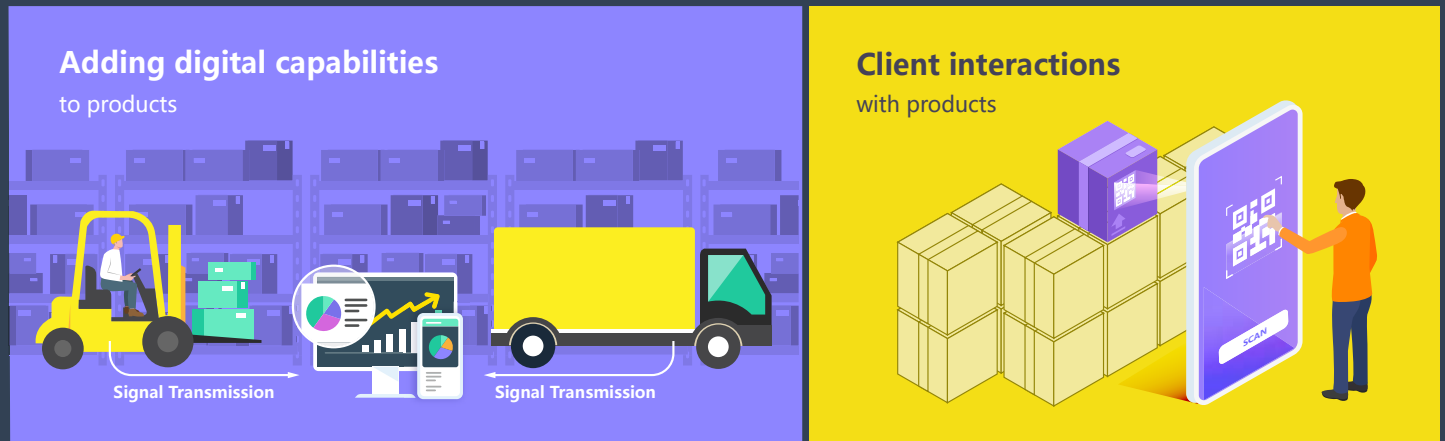 Adding digital capabilities
to products
Signal Transmission
Signal Transmission
Client interactions
with products
SCAN